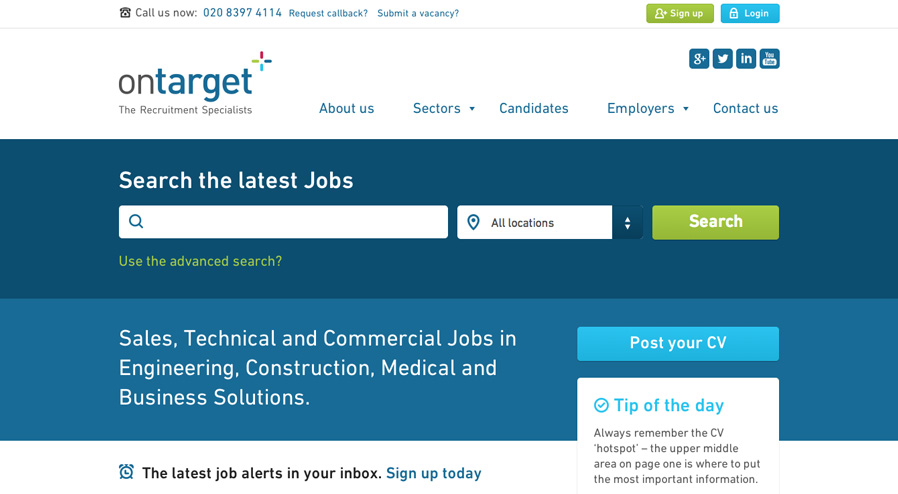 Call us now: 020 8397 4114 Request callback? Submit a vacancy? Sign up Login
g+ in You Tube
ontarget
The Recruitment Specialists
About us Sectors Candidates Employers Contact us
Search the latest Jobs
All locations Search
Use the advanced search?
Sales, Technical and Commercial Jobs in
Engineering, Construction, Medical and
Business Solutions.
Post your CV
Tip of the day
Always remember the CV
‘hotspot’ – the upper middle
area on page one is where to put
the most important information.
The latest job alerts in your inbox. Sign up today